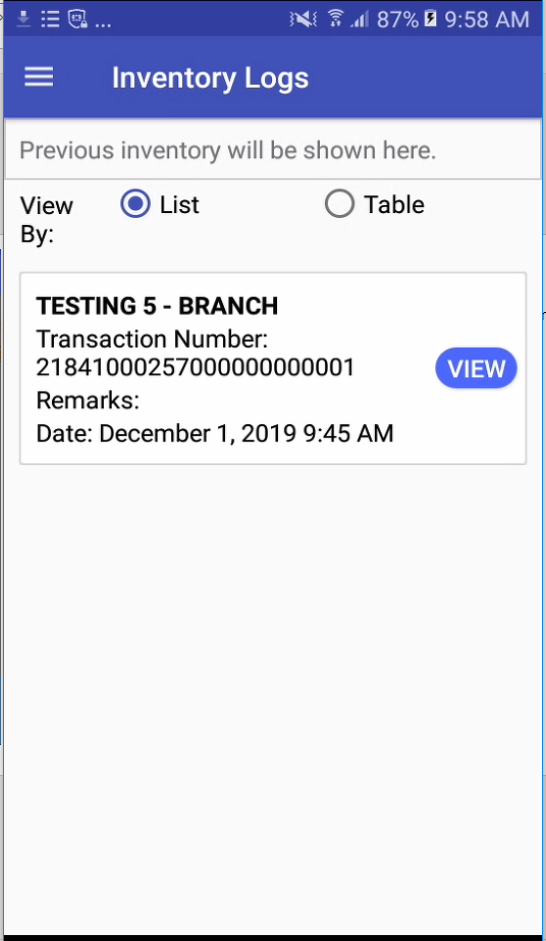 ... 87% 9:58 AM
Inventory Logs
Previous inventory will be shown here.
View By: List Table
TESTING 5 - BRANCH
Transaction Number:
21841000257000000000001
VIEW
Remarks:
Date: December 1, 2019 9:45 AM